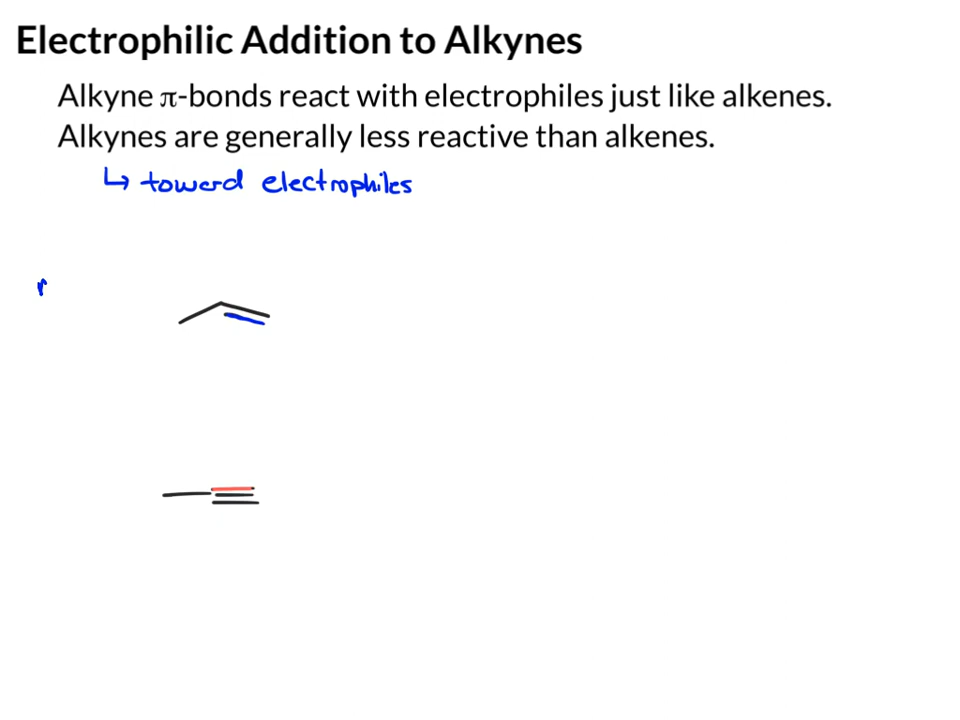 Electrophilic Addition to Alkynes
Alkyne π-bonds react with electrophiles just like alkenes.
Alkynes are generally less reactive than alkenes.
↳ toward electrophiles
r